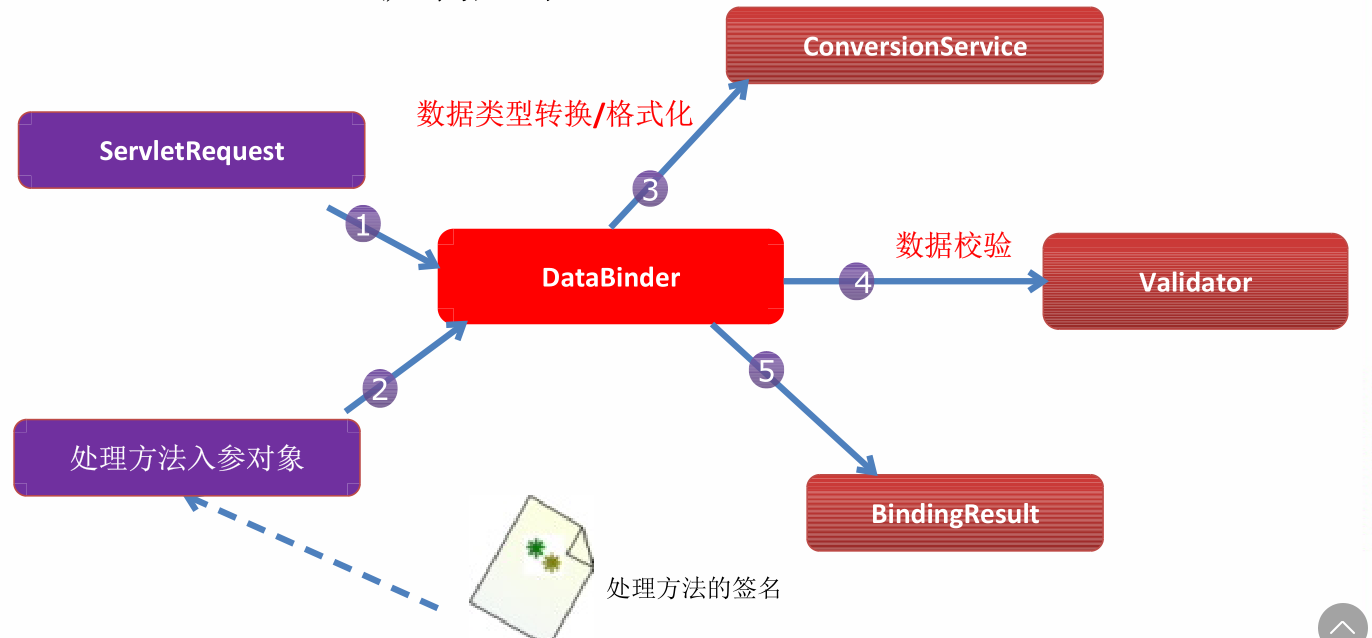 ConversionService
数据类型转换/格式化
ServletRequest
3
1
数据校验
DataBinder
4
Validator
2
5
处理方法入参对象
BindingResult
处理方法的签名